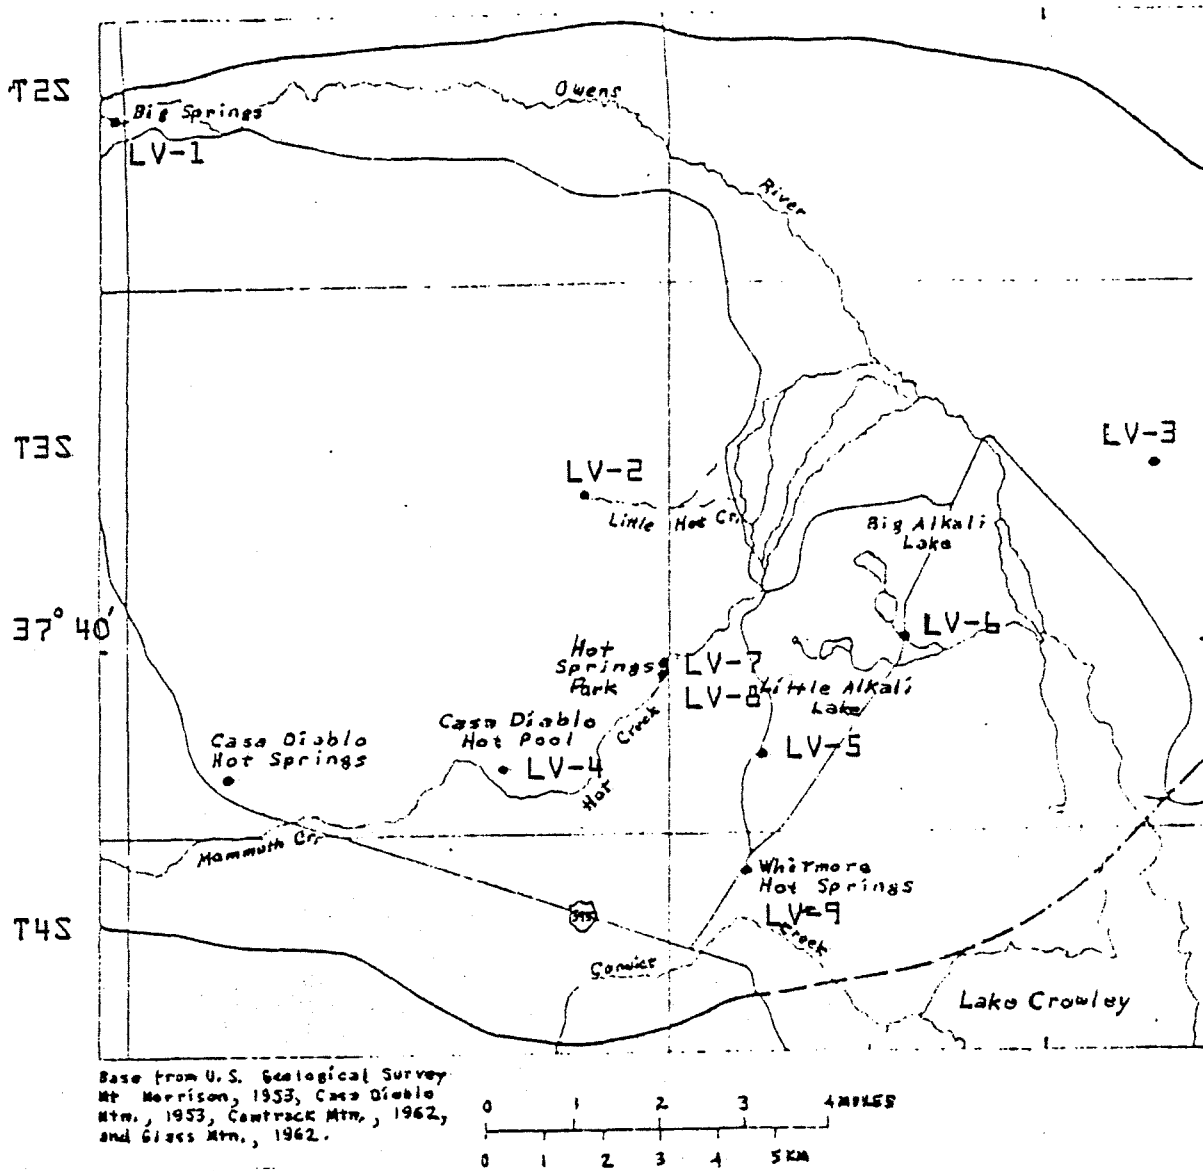 T2S
Big Springs
LV-1
Owens
River
T3S
LV-2
Little Hot Cr.
LV-3
Big Alkali
Lake
37° 40'
LV-6
Hot
Springs
Park
LV-7
LV-8
Little Alkali
Lake
Casa Diablo
Hot Springs
Casa Diablo
Hot Pool
LV-4
Hot
Creek
LV-5
Mammoth Cr.
Whitmore
Hot Springs
LV-9
T4S
395
Convict
Creek
Lake Crowley
Base from U.S. Geological Survey
Mt Morrison, 1953, Casa Diablo
Mtn., 1953, Cowtrack Mtn., 1962,
and Glass Mtn., 1962.
0 1 2 3 4 MILES
0 1 2 3 4 5 KM